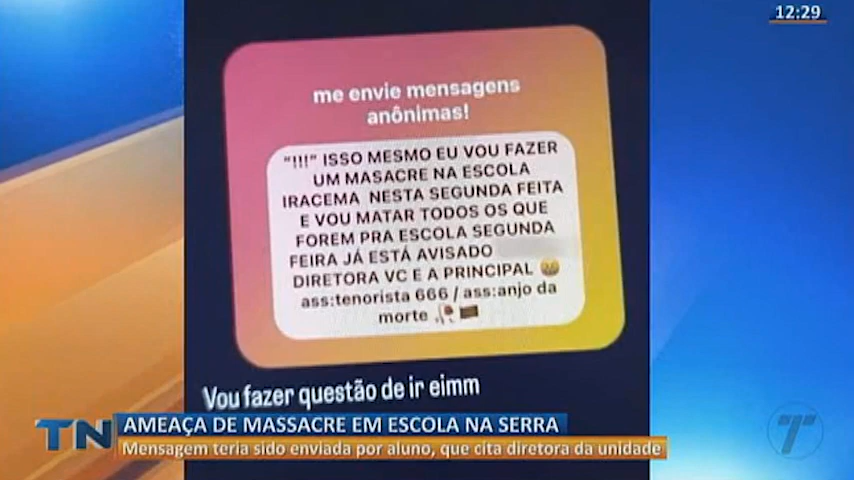 12:29
me envie mensagens
anônimas!
"!!!" ISSO MESMO EU VOU FAZER
UM MASACRE NA ESCOLA
IRACEMA NESTA SEGUNDA FEITA
E VOU MATAR TODOS OS QUE
FOREM PRA ESCOLA SEGUNDA
FEIRA JÁ ESTÁ AVISADO
DIRETORA VC E A PRINCIPAL 🤬
ass:tenorista 666 / ass:anjo da
morte 🥀
Vou fazer questão de ir eimm
TN
AMEAÇA DE MASSACRE EM ESCOLA NA SERRA
Mensagem teria sido enviada por aluno, que cita diretora da unidade